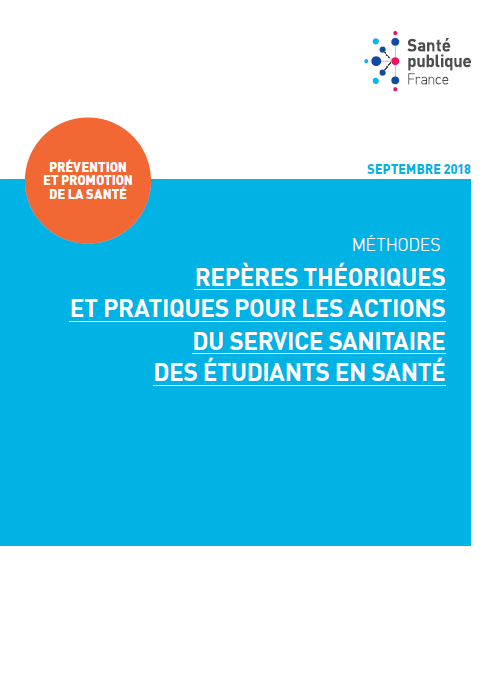 Santé
publique
France
PRÉVENTION
ET PROMOTION
DE LA SANTÉ
SEPTEMBRE 2018
MÉTHODES
REPÈRES THÉORIQUES
ET PRATIQUES POUR LES ACTIONS
DU SERVICE SANITAIRE
DES ÉTUDIANTS EN SANTÉ